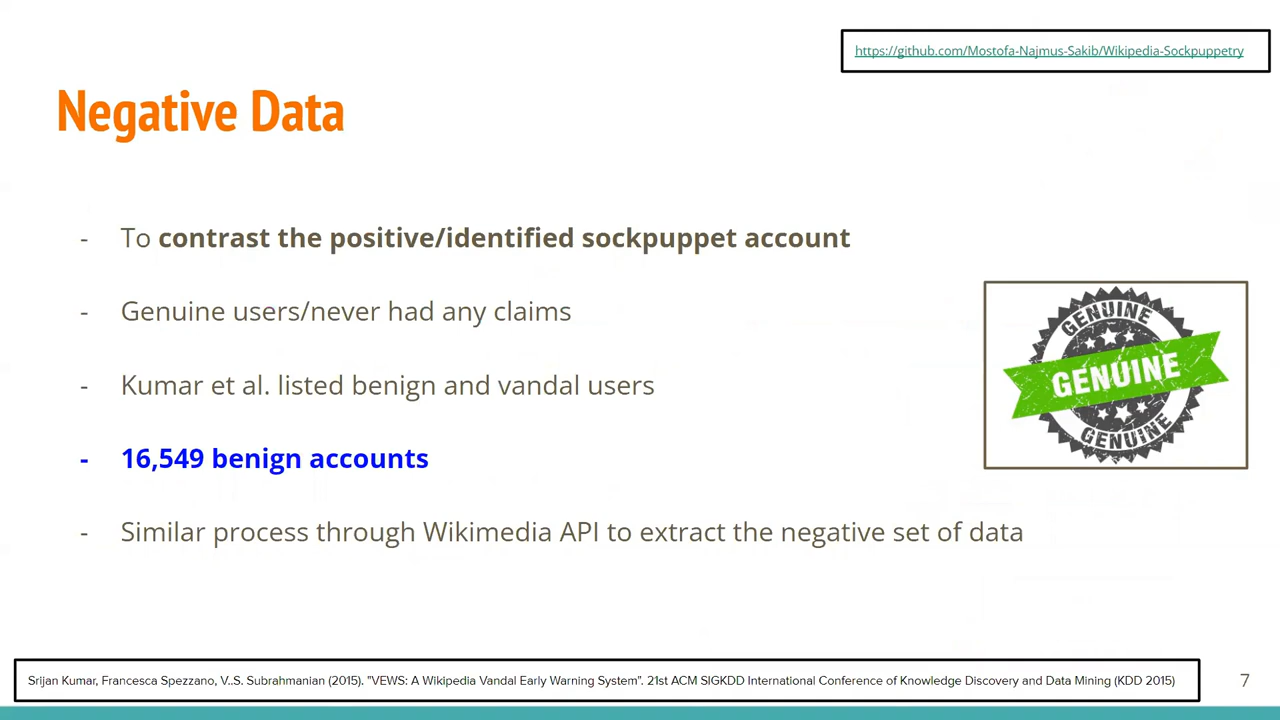 https://github.com/Mostofa-Najmus-Sakib/Wikipedia-Sockpuppetry
Negative Data
- To contrast the positive/identified sockpuppet account
- Genuine users/never had any claims
- Kumar et al. listed benign and vandal users
- 16,549 benign accounts
- Similar process through Wikimedia API to extract the negative set of data
GENUINE
GENUINE
GENUINE
Srijan Kumar, Francesca Spezzano, V..S. Subrahmanian (2015). "VEWS: A Wikipedia Vandal Early Warning System". 21st ACM SIGKDD International Conference of Knowledge Discovery and Data Mining (KDD 2015)
7